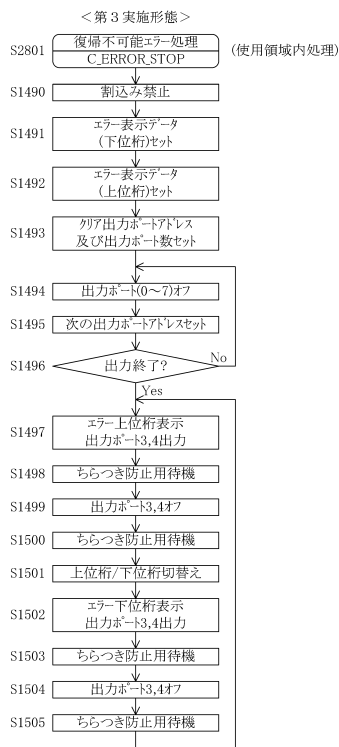 ＜第3実施形態＞
S2801
復帰不可能エラー処理
C_ERROR_STOP
(使用領域内処理)
S1490
割込み禁止
S1491
エラー表示データ
(下位桁)セット
S1492
エラー表示データ
(上位桁)セット
S1493
クリア出力ポートアドレス
及び出力ポート数セット
S1494
出力ポート(0～7)オフ
S1495
次の出力ポートアドレスセット
S1496
出力終了?
No
Yes
S1497
エラー上位桁表示
出力ポート3,4出力
S1498
ちらつき防止用待機
S1499
出力ポート3,4オフ
S1500
ちらつき防止用待機
S1501
上位桁/下位桁切替え
S1502
エラー下位桁表示
出力ポート3,4出力
S1503
ちらつき防止用待機
S1504
出力ポート3,4オフ
S1505
ちらつき防止用待機